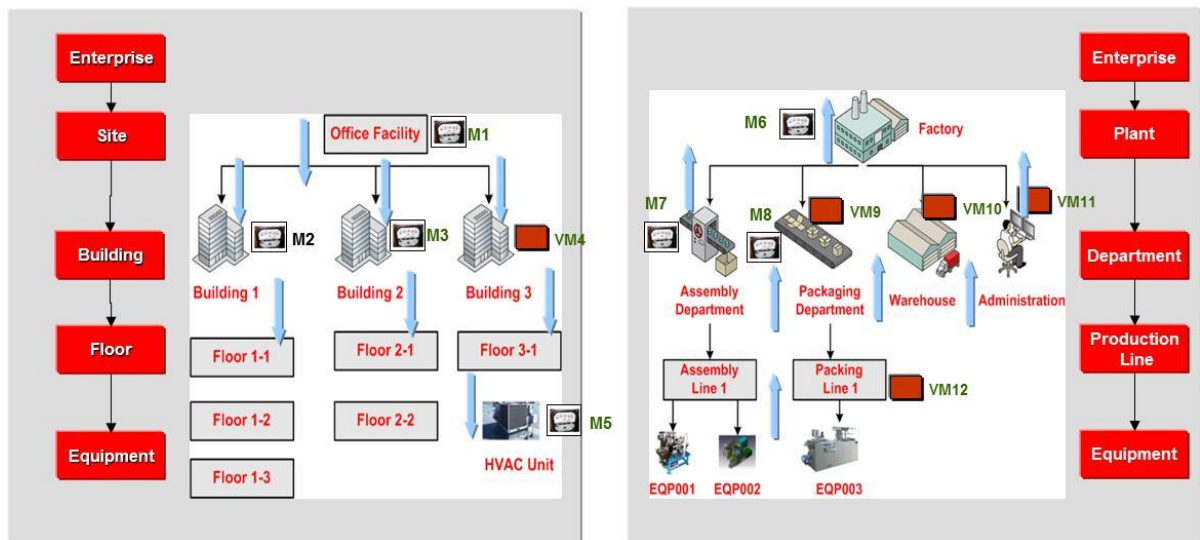 Enterprise
Site
Building
Floor
Equipment
Office Facility
M1
M2
M3
VM4
Building 1
Building 2
Building 3
Floor 1-1
Floor 2-1
Floor 3-1
Floor 1-2
Floor 2-2
M5
HVAC Unit
Floor 1-3
M6
Factory
M7
M8
VM9
VM10
VM11
Assembly
Department
Packaging
Department
Warehouse
Administration
Assembly
Line 1
Packing
Line 1
VM12
EQP001
EQP002
EQP003
Enterprise
Plant
Department
Production
Line
Equipment